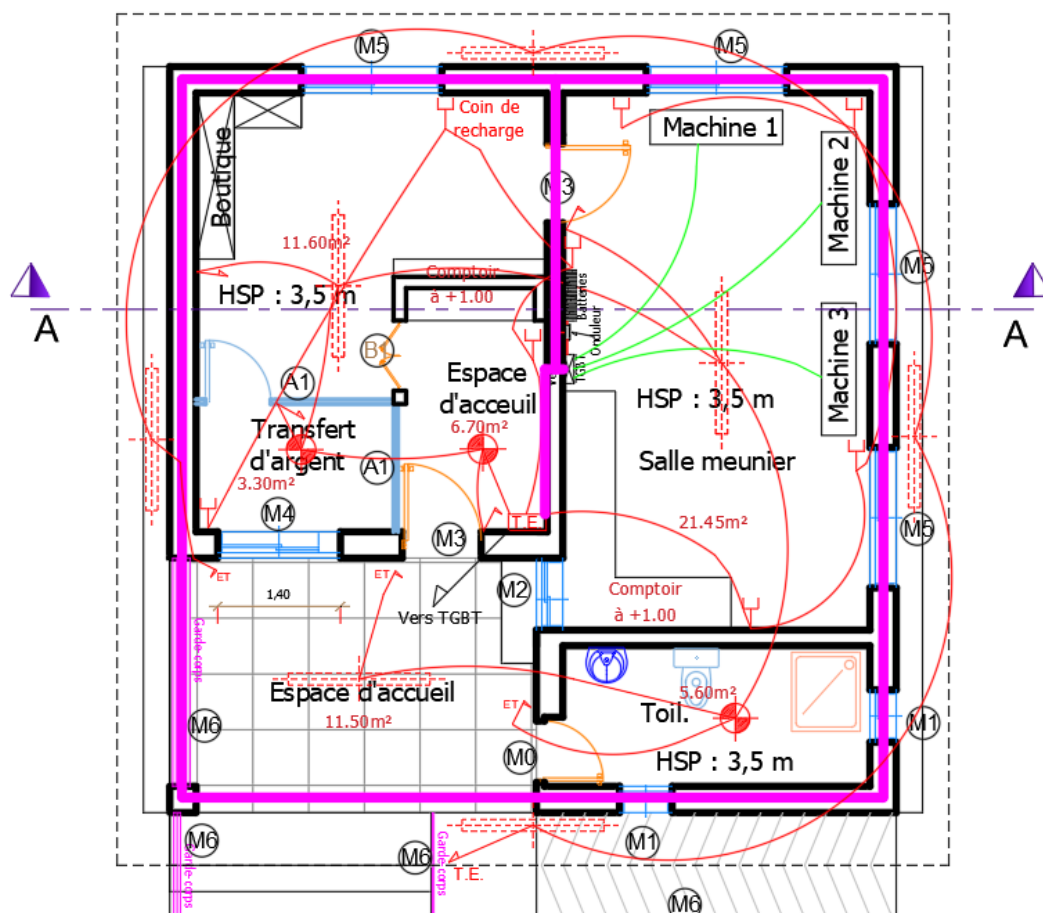 M5
M5
Coin de
recharge
Machine 1
Machine 2
Boutique
M3
11.60m²
HSP : 3,5 m
Comptoir
à +1.00
Batteries
Onduleur
TGBT
M5
A
A
B
Machine 3
A1
Espace
d'acceuil
6.70m²
HSP : 3,5 m
Transfert
d'argent
3.30m²
A1
Salle meunier
21.45m²
M4
M3
T.E.
M5
ET
ET
1,40
M2
Vers TGBT
Comptoir
à +1.00
Garde-corps
Espace d'accueil
11.50m²
ET
5.60m²
Toil.
M6
M0
HSP : 3,5 m
M1
M6
Garde-corps
M6
Garde-corps
T.E.
M1
M6